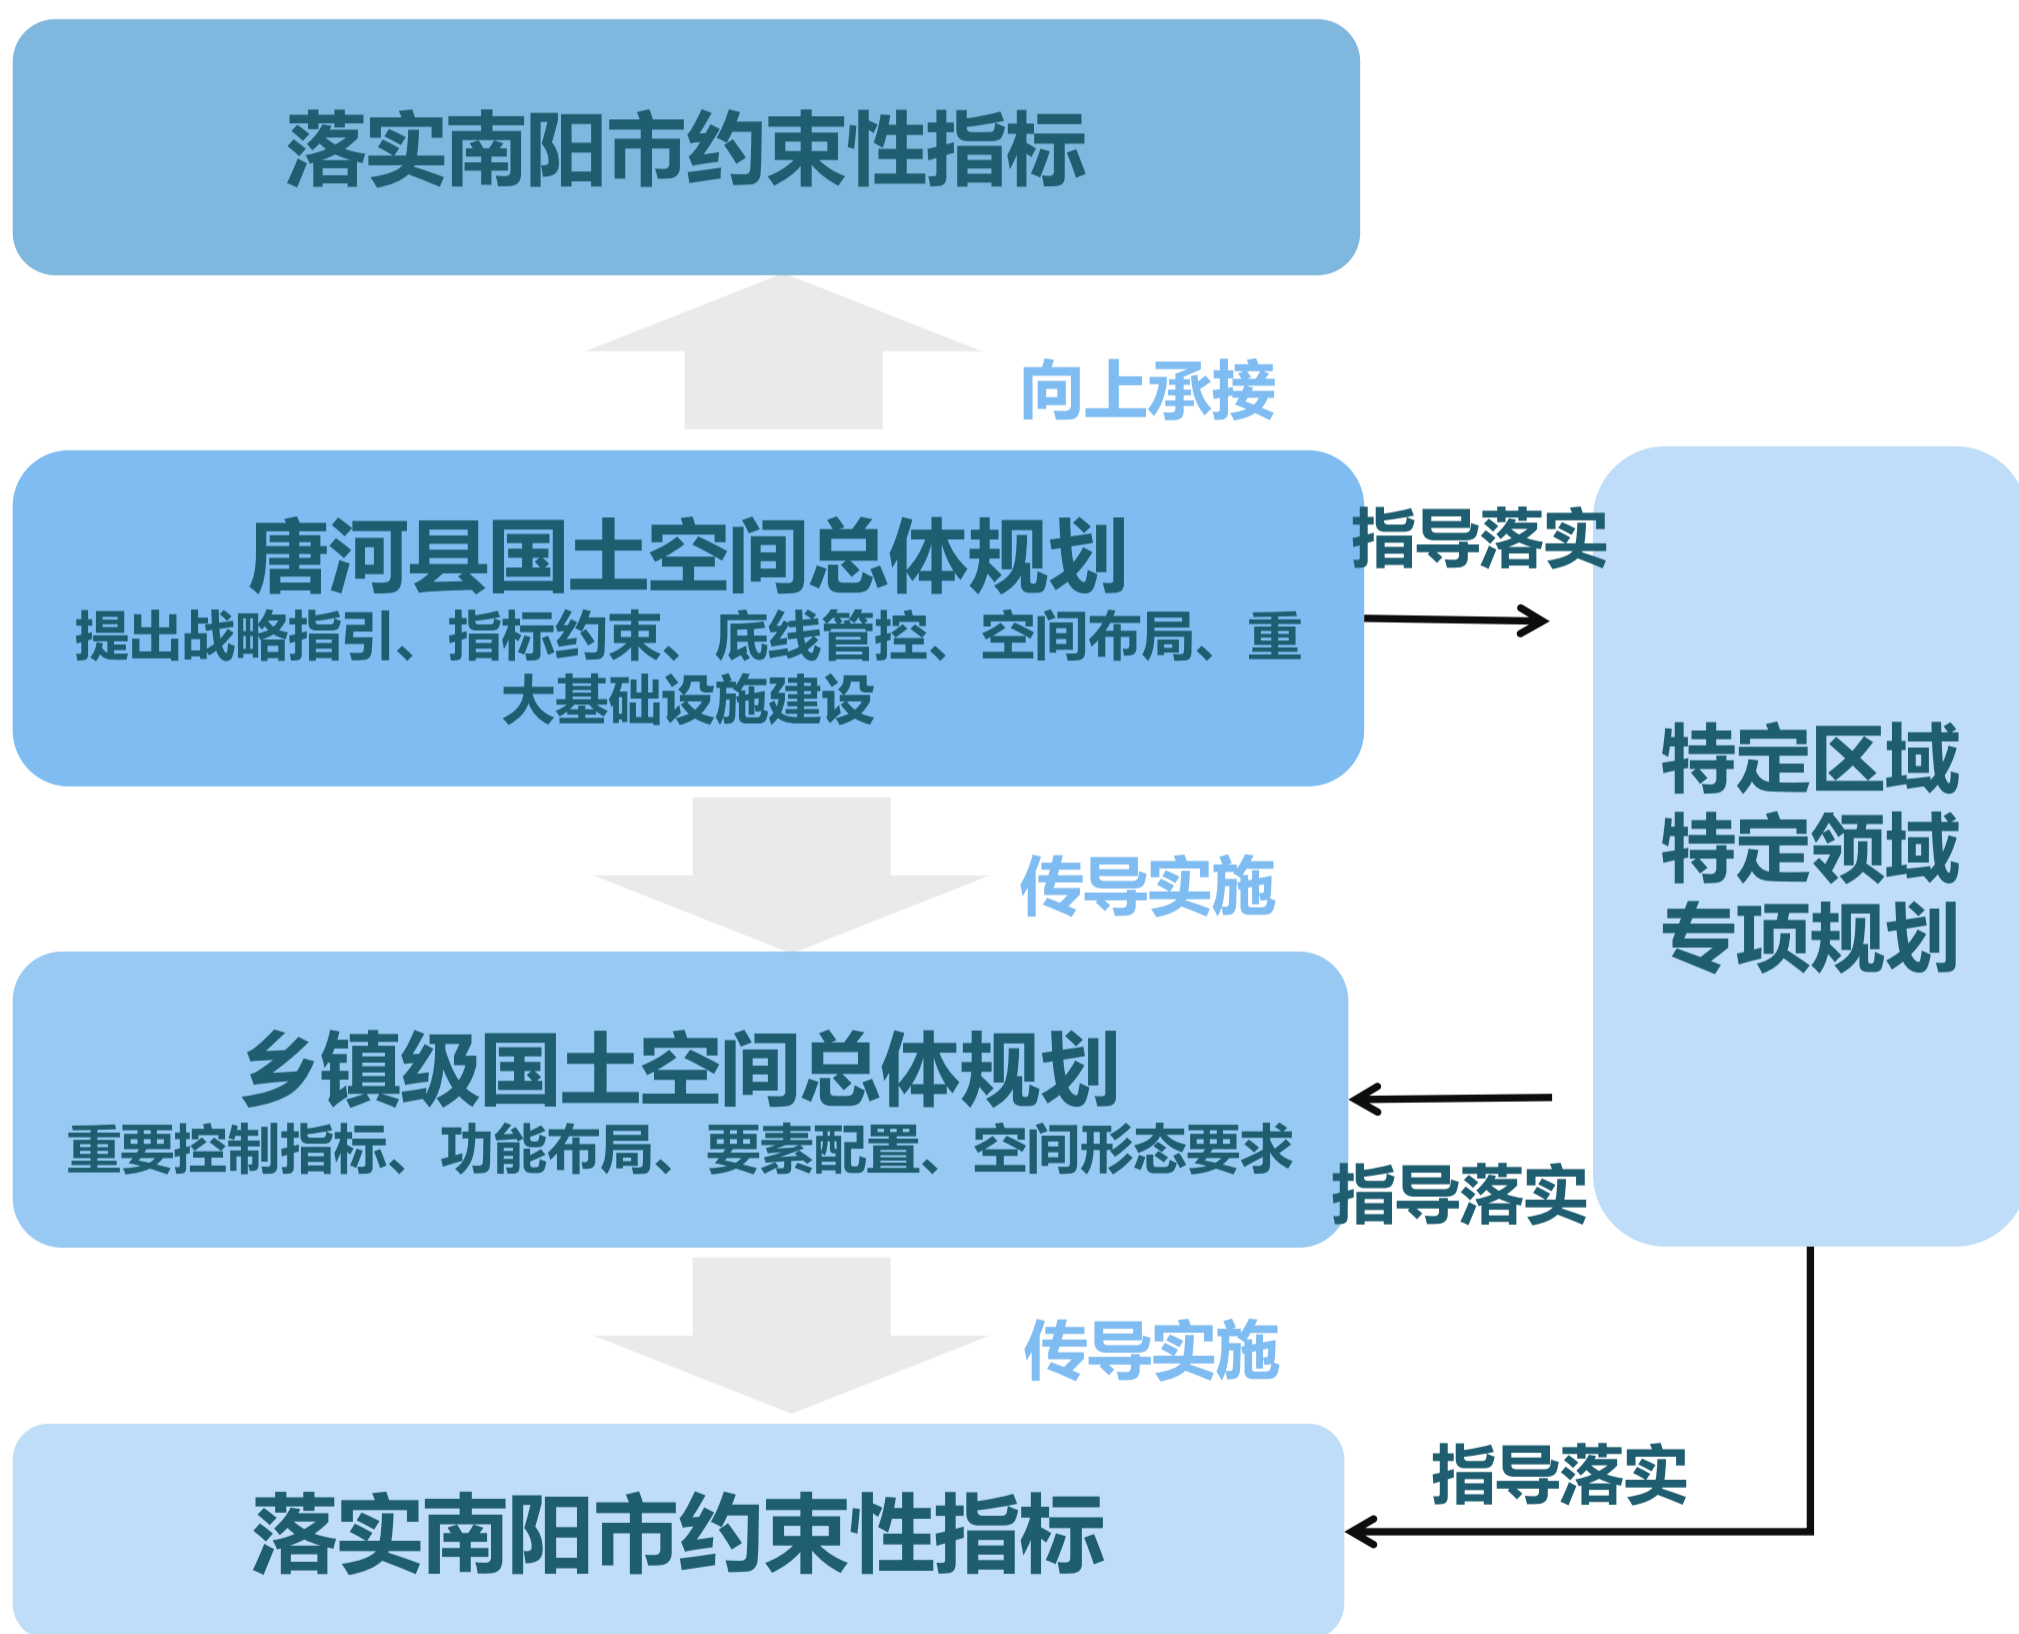 落实南阳市约束性指标
向上承接
唐河县国土空间总体规划
提出战略指引、指标约束、底线管控、空间布局、重
大基础设施建设
指导落实
特定区域
特定领域
专项规划
传导实施
乡镇级国土空间总体规划
重要控制指标、功能布局、要素配置、空间形态要求
指导落实
传导实施
指导落实
落实南阳市约束性指标